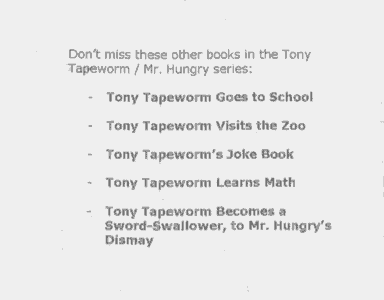 Don't miss these other books in the Tony
Tapeworm / Mr. Hungry series:
- Tony Tapeworm Goes to School
- Tony Tapeworm Visits the Zoo
- Tony Tapeworm's Joke Book
- Tony Tapeworm Learns Math
- Tony Tapeworm Becomes a
Sword-Swallower, to Mr. Hungry's
Dismay